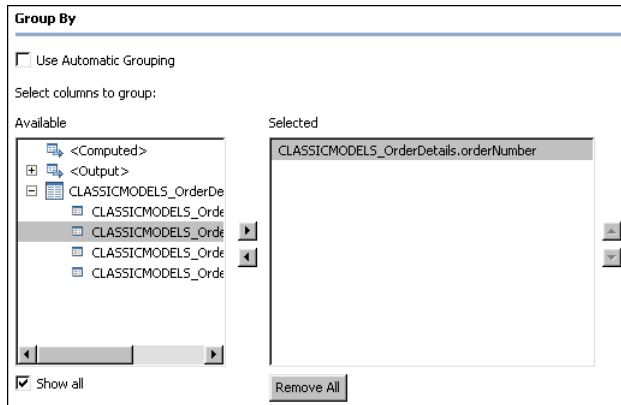 Group By
Use Automatic Grouping
Select columns to group:
Available
Selected
<Computed>
<Output>
CLASSICMODELS_OrderDe
CLASSICMODELS_Orde
CLASSICMODELS_Orde
CLASSICMODELS_Orde
CLASSICMODELS_Orde
CLASSICMODELS_OrderDetails.orderNumber
Show all
Remove All